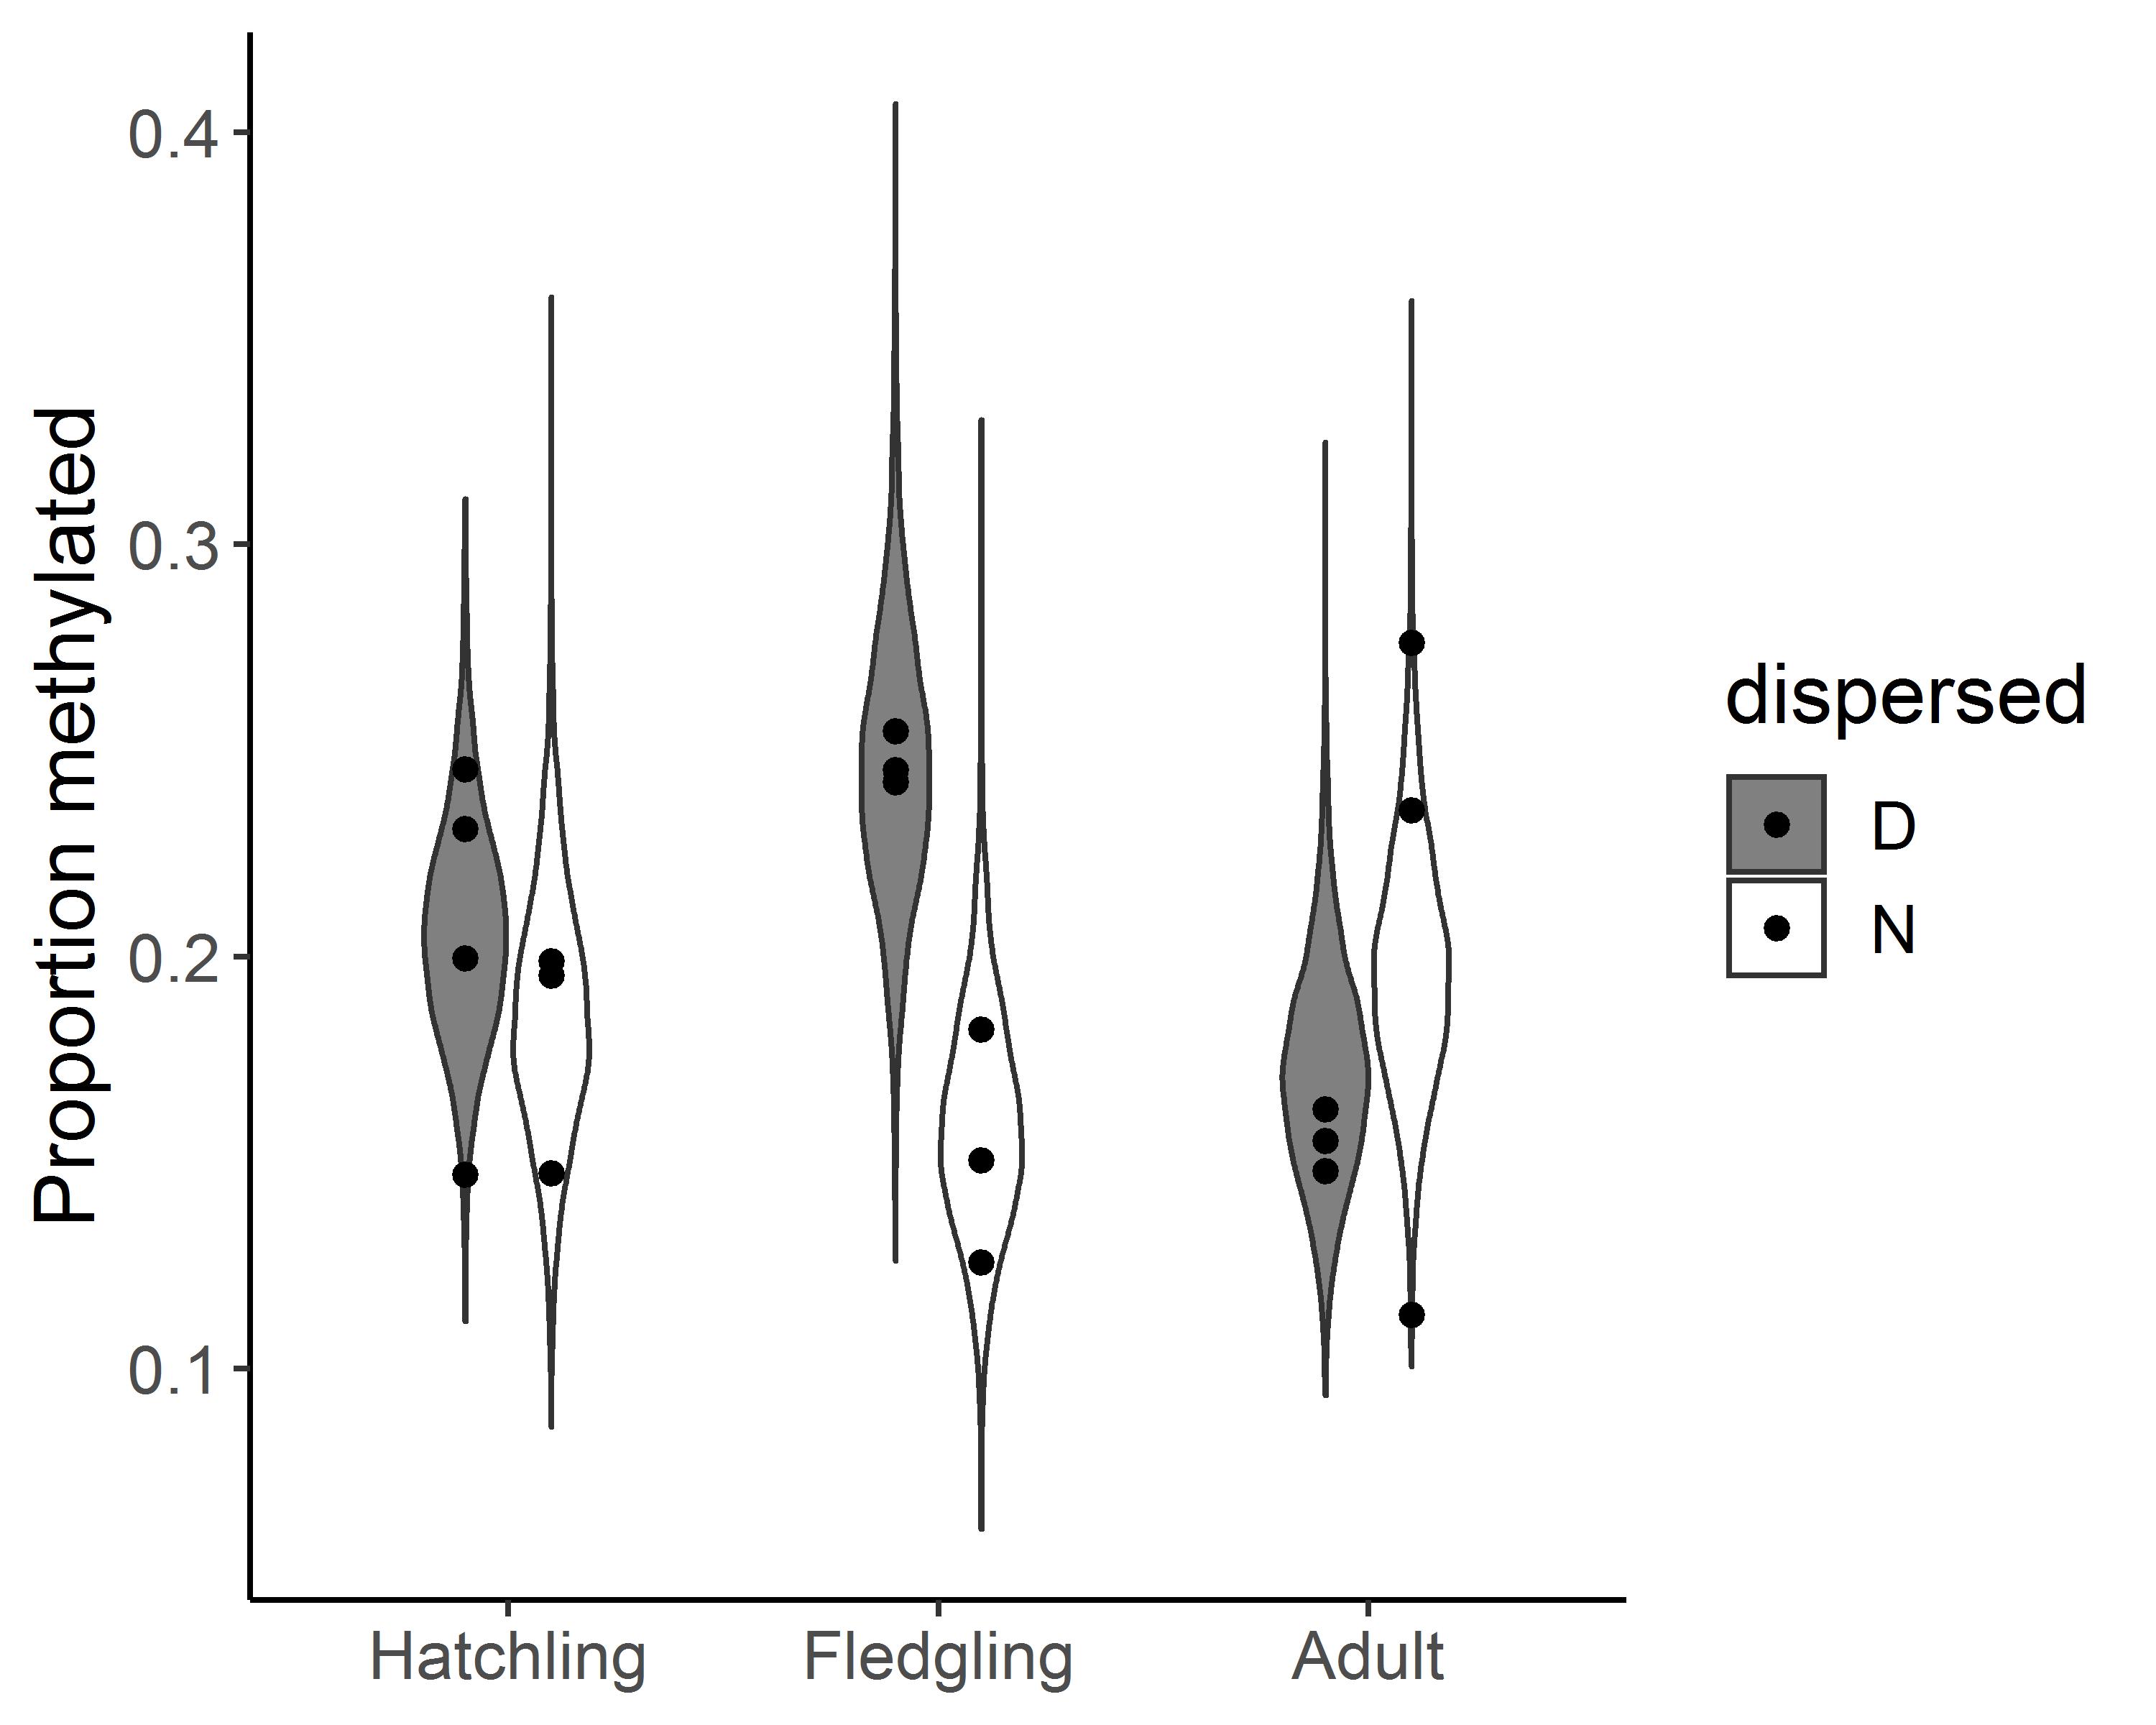 Proportion methylated
0.4
0.3
0.2
0.1
Hatchling
Fledgling
Adult
dispersed
D
N